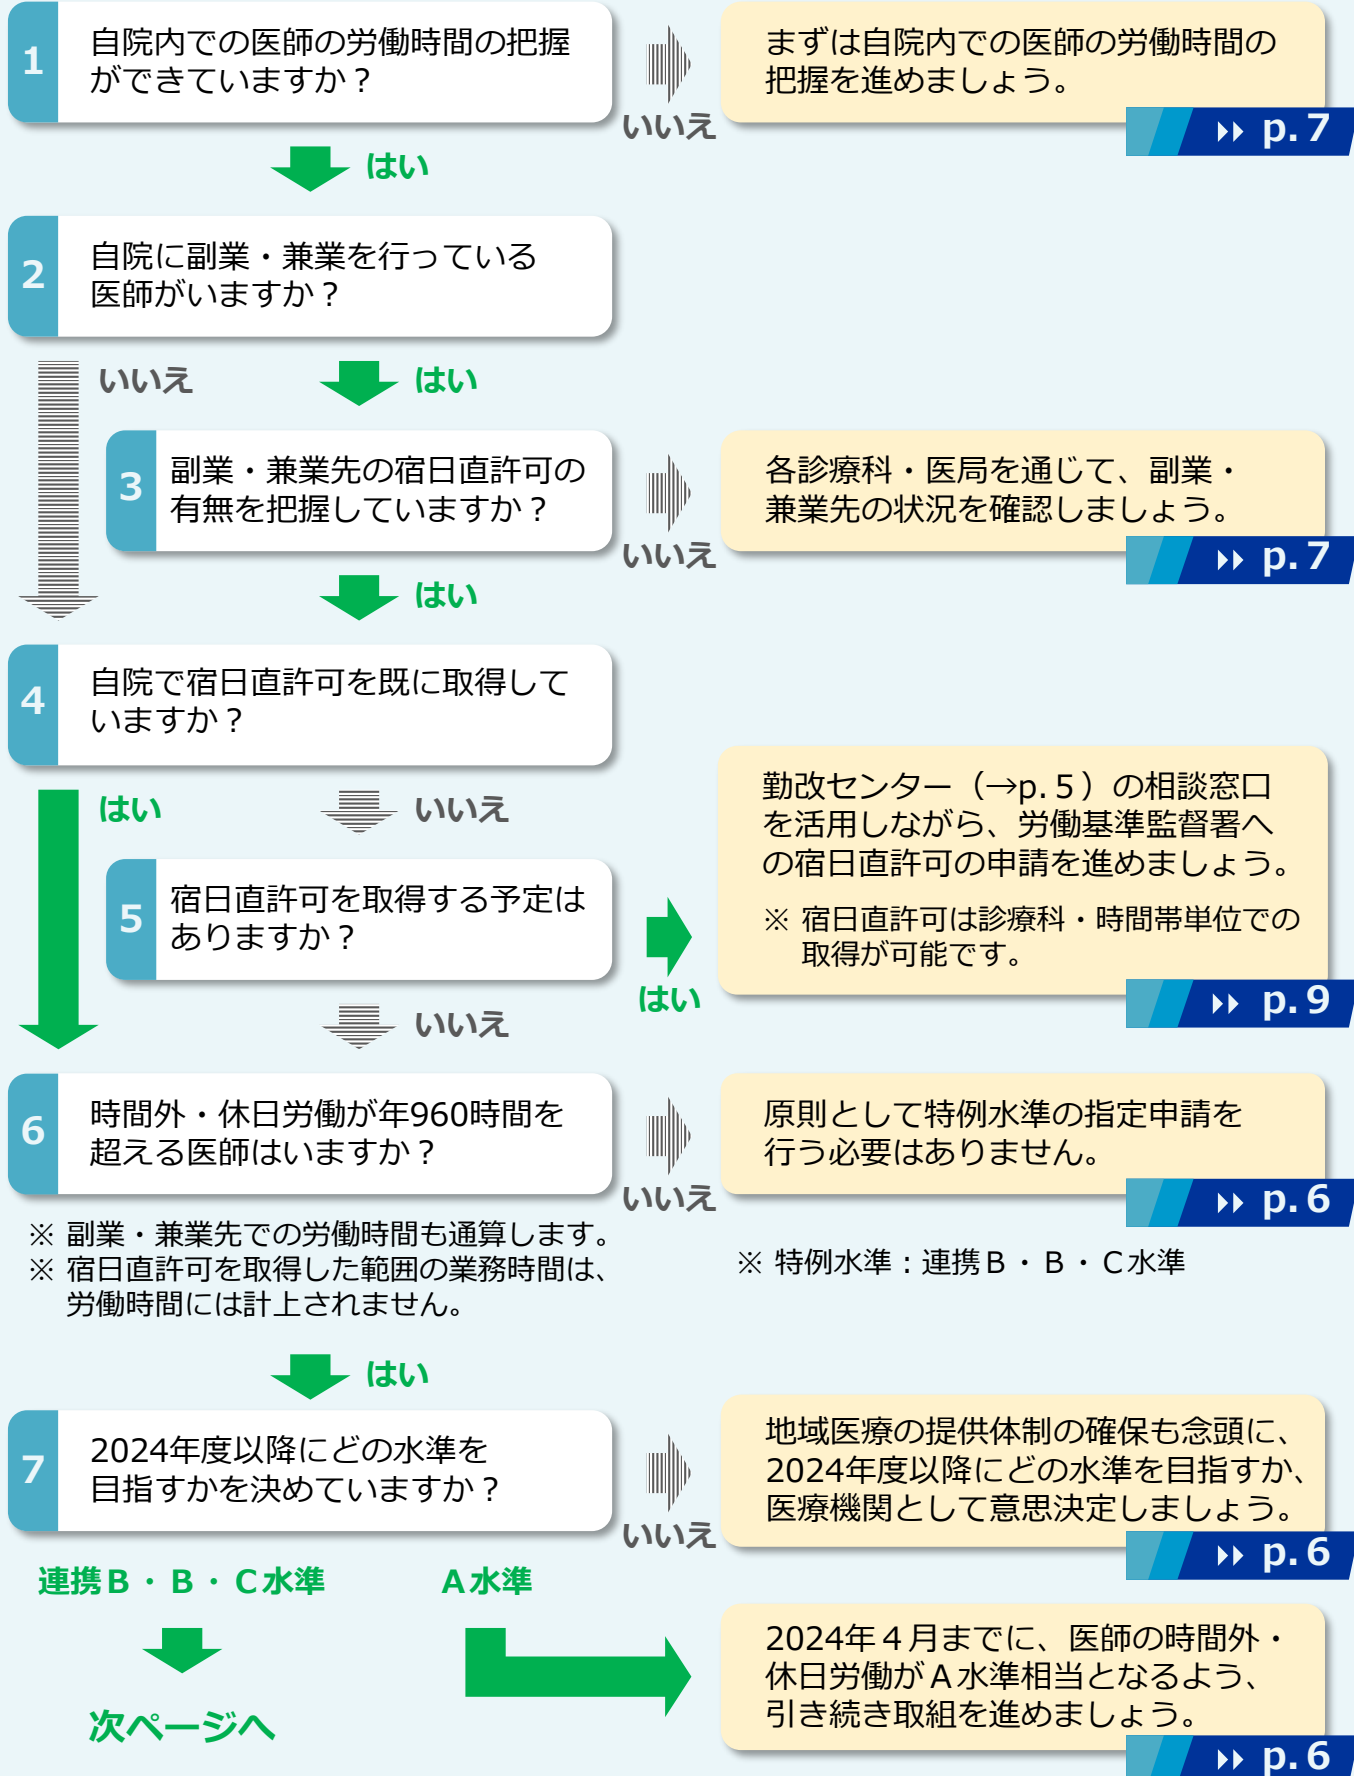 1
自院内での医師の労働時間の把握
ができていますか？
いいえ
まずは自院内での医師の労働時間の
把握を進めましょう。
p.7
はい
2
自院に副業・兼業を行っている
医師がいますか？
いいえ
はい
3
副業・兼業先の宿日直許可の
有無を把握していますか？
いいえ
各診療科・医局を通じて、副業・
兼業先の状況を確認しましょう。
p.7
はい
4
自院で宿日直許可を既に取得して
いますか？
はい
いいえ
5
宿日直許可を取得する予定は
ありますか？
はい
勤改センター（→p.５）の相談窓口
を活用しながら、労働基準監督署へ
の宿日直許可の申請を進めましょう。
※ 宿日直許可は診療科・時間帯単位での
取得が可能です。
p.9
いいえ
6
時間外・休日労働が年960時間を
超える医師はいますか？
いいえ
原則として特例水準の指定申請を
行う必要はありません。
p.6
※ 副業・兼業先での労働時間も通算します。
※ 宿日直許可を取得した範囲の業務時間は、
労働時間には計上されません。
※ 特例水準：連携Ｂ・Ｂ・Ｃ水準
はい
7
2024年度以降にどの水準を
目指すかを決めていますか？
いいえ
地域医療の提供体制の確保も念頭に、
2024年度以降にどの水準を目指すか、
医療機関として意思決定しましょう。
p.6
連携Ｂ・Ｂ・Ｃ水準
Ａ水準
次ページへ
2024年４月までに、医師の時間外・
休日労働がＡ水準相当となるよう、
引き続き取組を進めましょう。
p.6